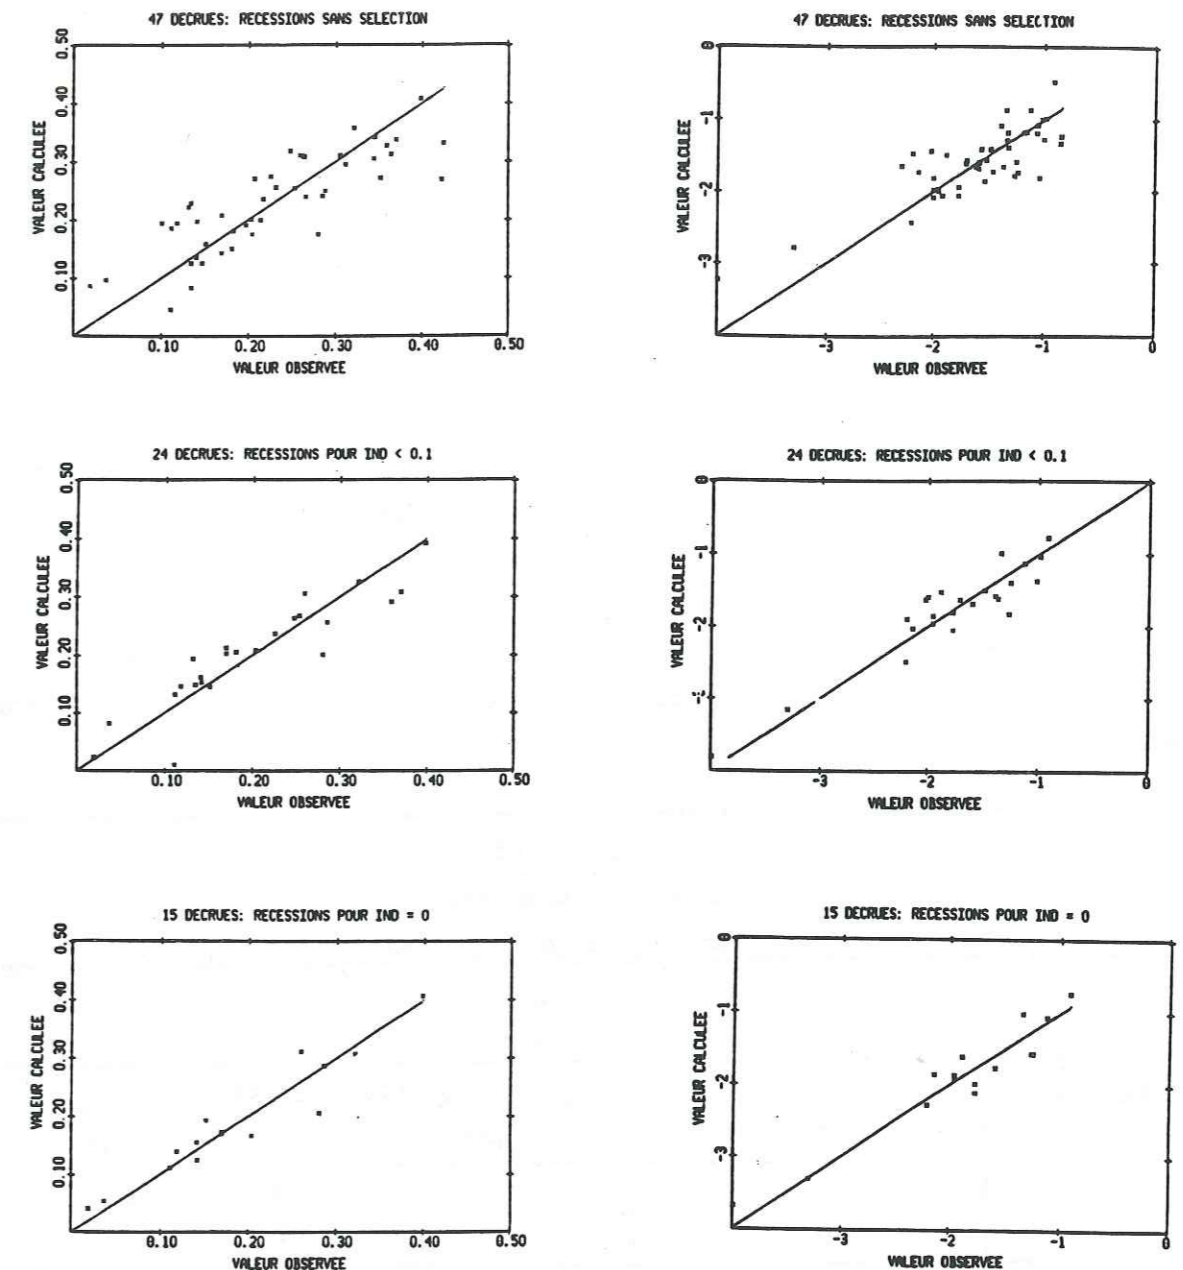 47 DECRUES: RECESSIONS SANS SELECTION
0.50
0.40
0.30
0.20
0.10
VALEUR CALCULEE
0.10 0.20 0.30 0.40 0.50
VALEUR OBSERVEE
47 DECRUES: RECESSIONS SANS SELECTION
0
-1
-2
-3
VALEUR CALCULEE
-3 -2 -1 0
VALEUR OBSERVEE
24 DECRUES: RECESSIONS POUR IND < 0.1
0.50
0.40
0.30
0.20
0.10
VALEUR CALCULEE
0.10 0.20 0.30 0.40 0.50
VALEUR OBSERVEE
24 DECRUES: RECESSIONS POUR IND < 0.1
0
-1
-2
VALEUR CALCULEE
-3 -2 -1 0
VALEUR OBSERVEE
15 DECRUES: RECESSIONS POUR IND = 0
0.50
0.40
0.30
0.20
0.10
VALEUR CALCULEE
0.10 0.20 0.30 0.40 0.50
VALEUR OBSERVEE
15 DECRUES: RECESSIONS POUR IND = 0
0
-1
-2
-3
VALEUR CALCULEE
-3 -2 -1 0
VALEUR OBSERVEE